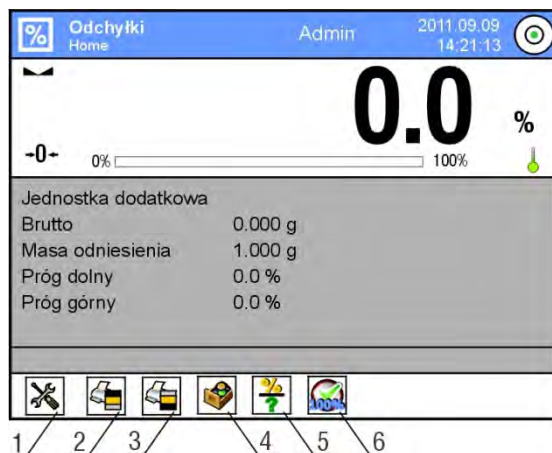 % Odchyłki Admin 2011.09.09
Home 14:21:13
0.0 %
→0← 0% 100%
Jednostka dodatkowa
Brutto 0.000 g
Masa odniesienia 1.000 g
Próg dolny 0.0 %
Próg górny 0.0 %
% ? 100%
1 2 3 4 5 6